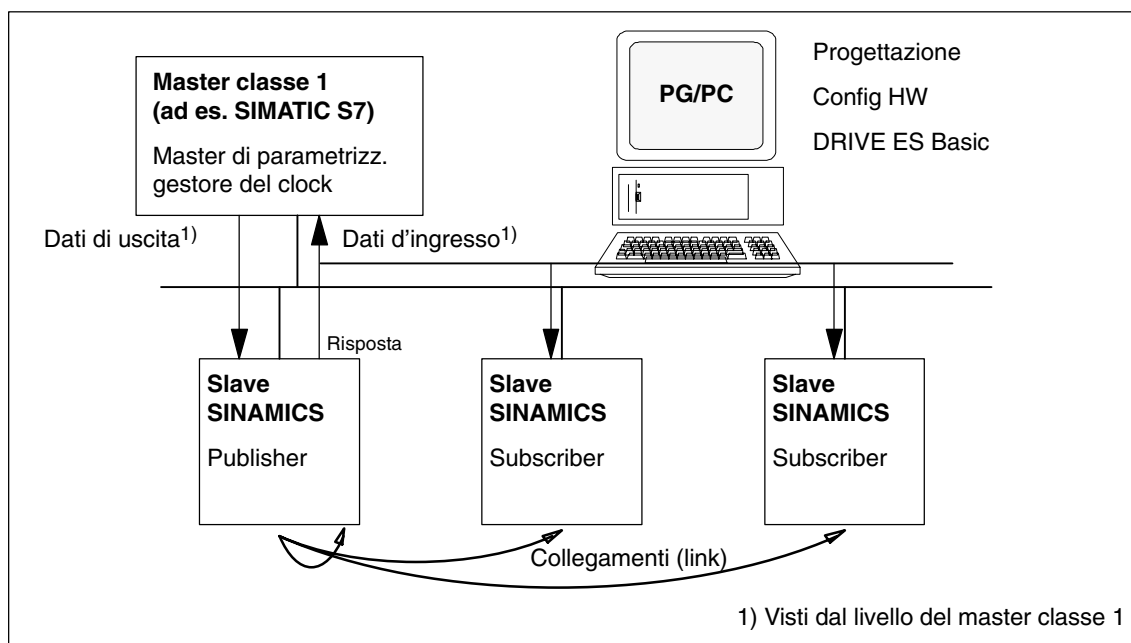 Master classe 1
(ad es. SIMATIC S7)
Master di parametrizz.
gestore del clock
PG/PC
Progettazione
Config HW
DRIVE ES Basic
Dati di uscita1)
Dati d'ingresso1)
Risposta
Slave
SINAMICS
Publisher
Slave
SINAMICS
Subscriber
Slave
SINAMICS
Subscriber
Collegamenti (link)
1) Visti dal livello del master classe 1